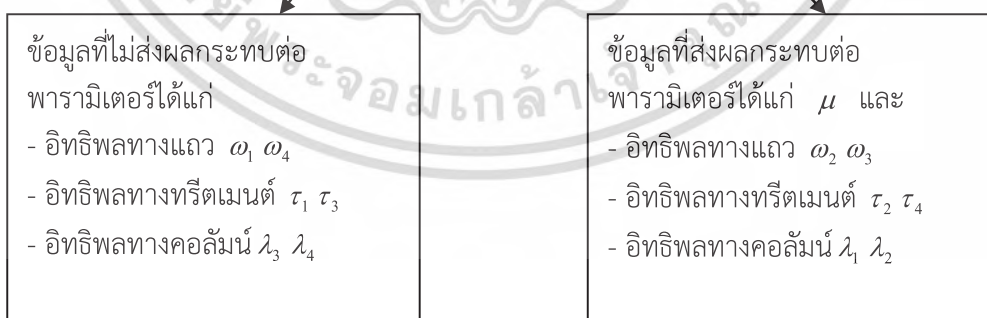 ข้อมูลที่ไม่ส่งผลกระทบต่อ
พารามิเตอร์ได้แก่
- อิทธิพลทางแถว ω₁ ω₄
- อิทธิพลทางทรีตเมนต์ τ₁ τ₃
- อิทธิพลทางคอลัมน์ λ₃ λ₄
ข้อมูลที่ส่งผลกระทบต่อ
พารามิเตอร์ได้แก่ μ และ
- อิทธิพลทางแถว ω₂ ω₃
- อิทธิพลทางทรีตเมนต์ τ₂ τ₄
- อิทธิพลทางคอลัมน์ λ₁ λ₂